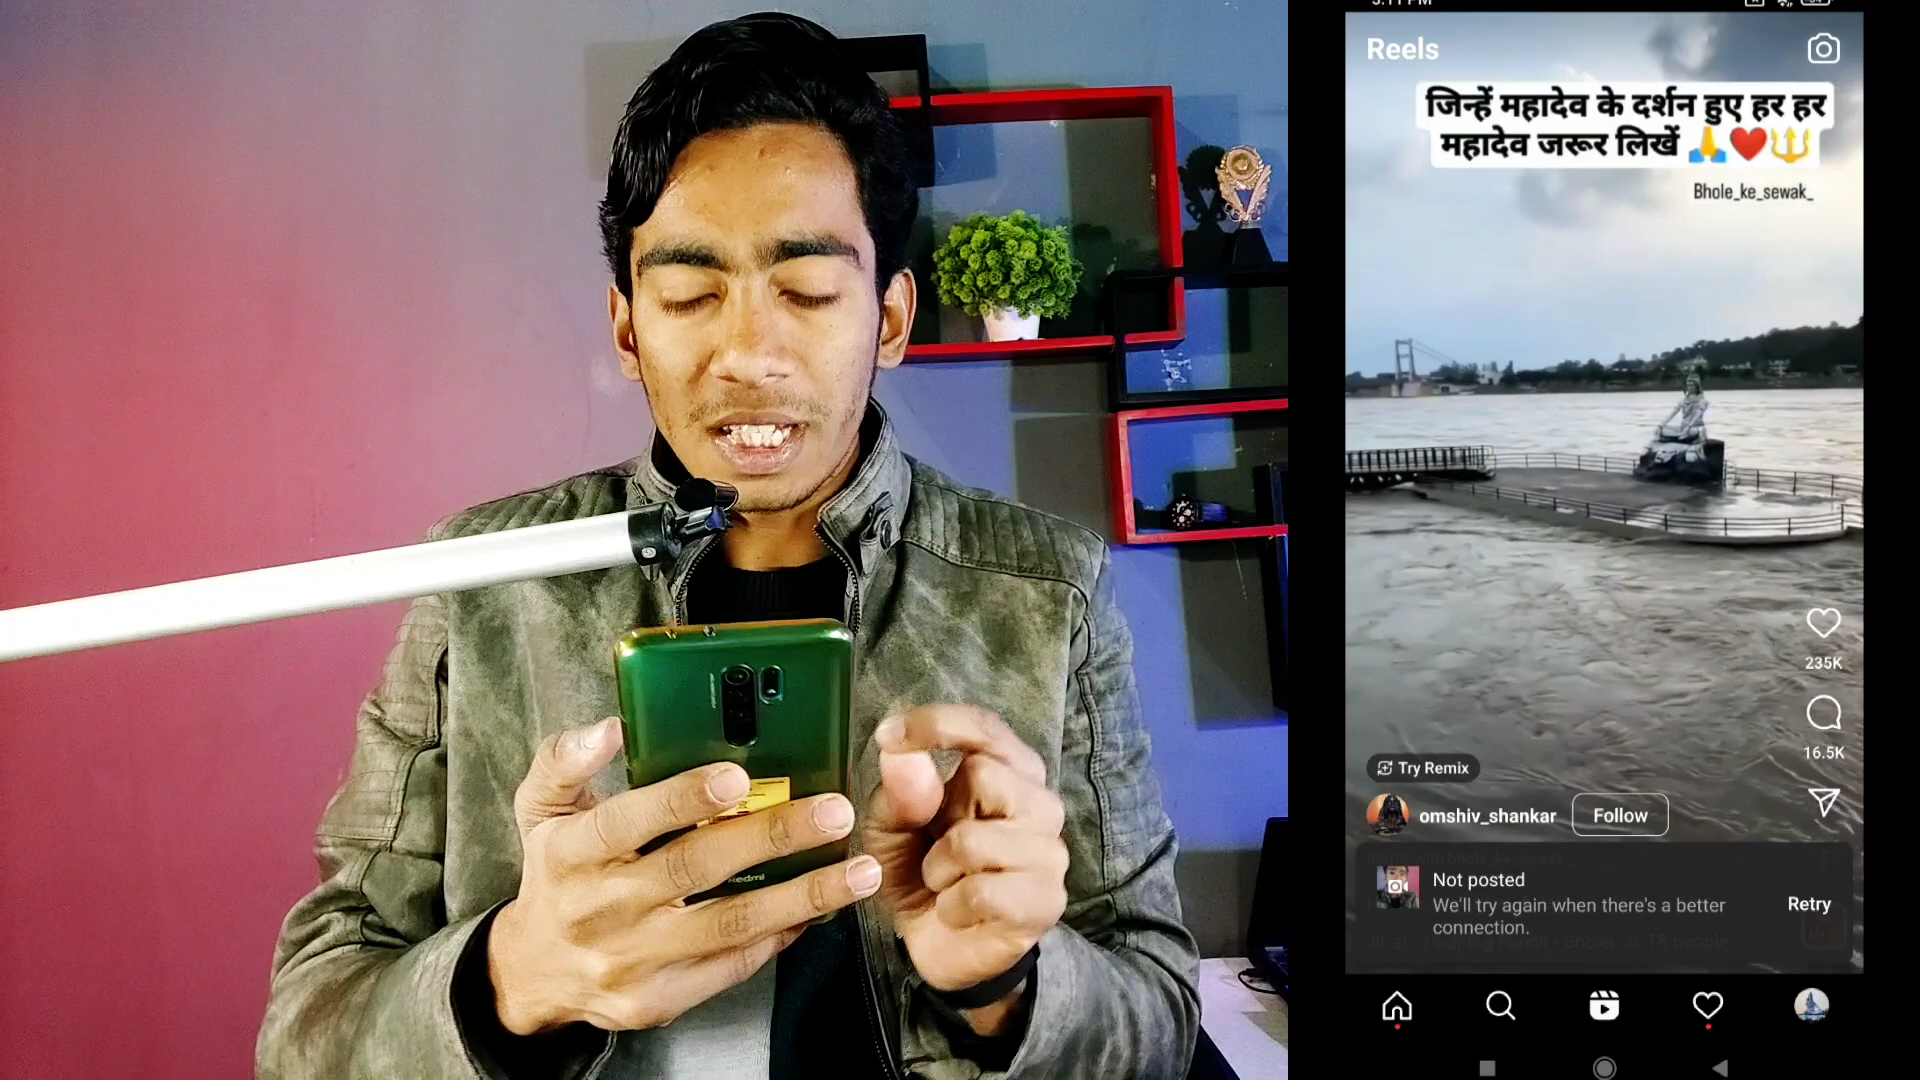 Reels
जिन्हें महादेव के दर्शन हुए हर हर
महादेव जरूर लिखें 🙏❤️🔱
Bhole_ke_sewak_
235K
16.5K
Try Remix
omshiv_shankar
Follow
Not posted
We'll try again when there's a better
connection.
Retry
Redmi